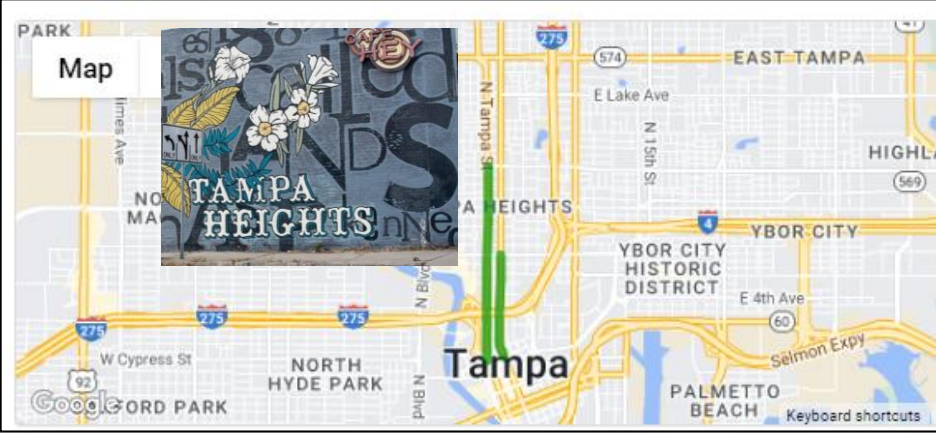 PARK
Map
275
574
EAST TAMPA
41
E Lake Ave
N Tampa St
N 15th St
HIGHL
569
TAMPA
HEIGHTS
A HEIGHTS
4
YBOR CITY
YBOR CITY
HISTORIC
DISTRICT
E 4th Ave
60
Selmon Expy
275
275
275
W Cypress St
NORTH
HYDE PARK
N Blvd
Tampa
92
Google
FORD PARK
PALMETTO
BEACH
Keyboard shortcuts